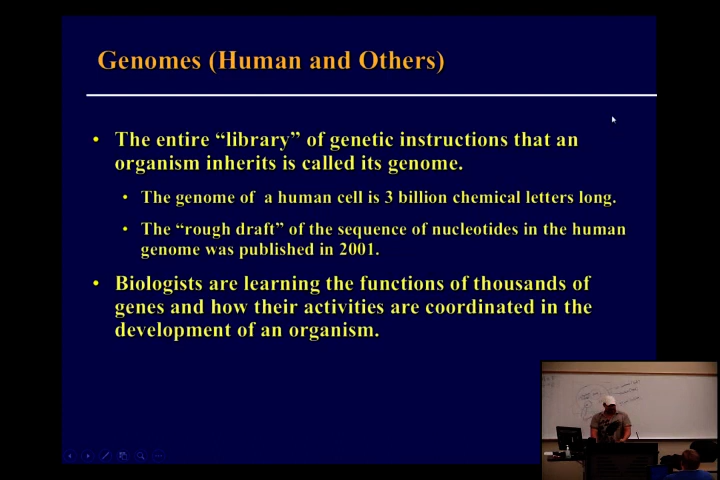 Genomes (Human and Others)
• The entire “library” of genetic instructions that an
organism inherits is called its genome.
• The genome of a human cell is 3 billion chemical letters long.
• The “rough draft” of the sequence of nucleotides in the human
genome was published in 2001.
• Biologists are learning the functions of thousands of
genes and how their activities are coordinated in the
development of an organism.